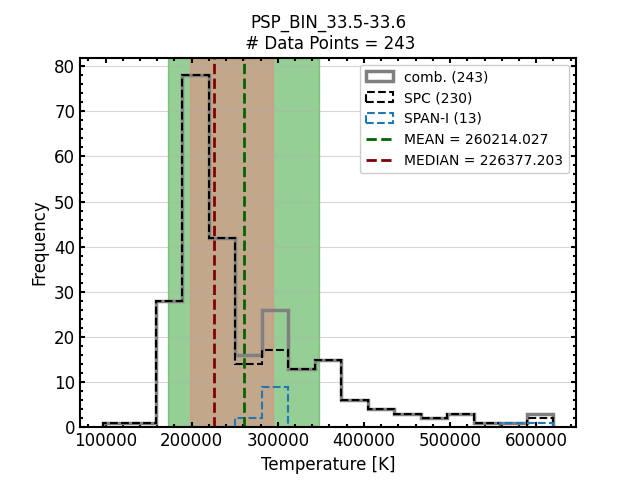 PSP_BIN_33.5-33.6
# Data Points = 243
comb. (243)
SPC (230)
SPAN-I (13)
MEAN = 260214.027
MEDIAN = 226377.203
Frequency
80
70
60
50
40
30
20
10
0
100000 200000 300000 400000 500000 600000
Temperature [K]